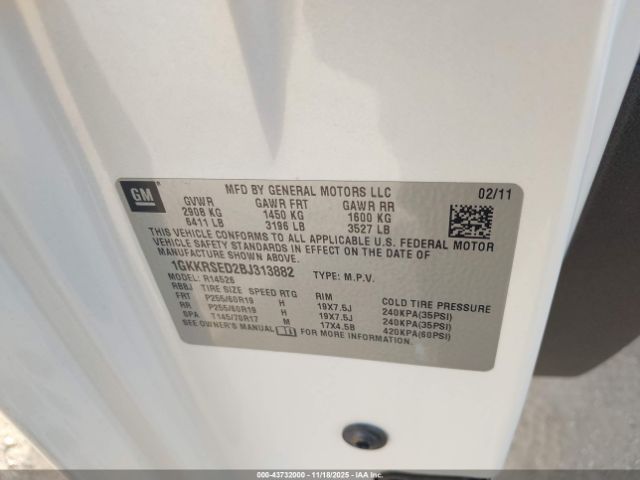 GM
MFD BY GENERAL MOTORS LLC 02/11
GVWR GAWR FRT GAWR RR
2908 KG 1450 KG 1600 KG
6411 LB 3196 LB 3527 LB
THIS VEHICLE CONFORMS TO ALL APPLICABLE U.S. FEDERAL MOTOR
VEHICLE SAFETY STANDARDS IN EFFECT ON THE DATE OF
MANUFACTURE SHOWN ABOVE.
1GKKRSED2BJ313882 TYPE: M.P.V.
MODEL: R14526
RBBJ TIRE SIZE SPEED RTG RIM COLD TIRE PRESSURE
FRT P255/60R19 H 19X7.5J 240KPA(35PSI)
RR P255/60R19 H 19X7.5J 240KPA(35PSI)
SPA T145/70R17 M 17X4.5B 420KPA(60PSI)
SEE OWNER'S MANUAL FOR MORE INFORMATION.
000-43732000 | 11/18/2025 | IAA Inc.